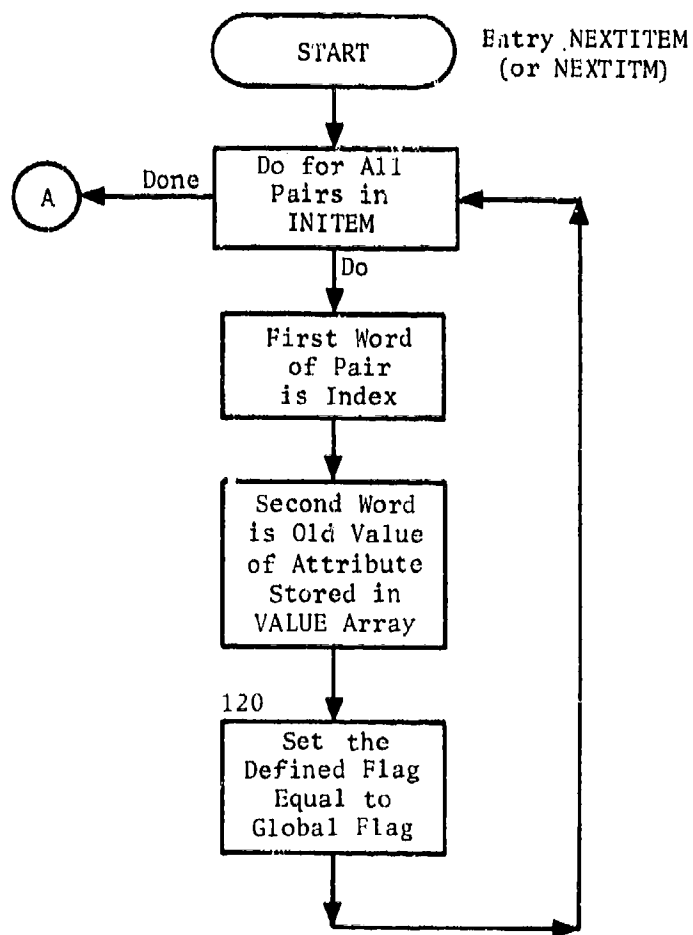 START
Entry NEXTITEM
(or NEXTITM)
Do for All
Pairs in
INITEM
Done
A
Do
First Word
of Pair
is Index
Second Word
is Old Value
of Attribute
Stored in
VALUE Array
120
Set the
Defined Flag
Equal to
Global Flag